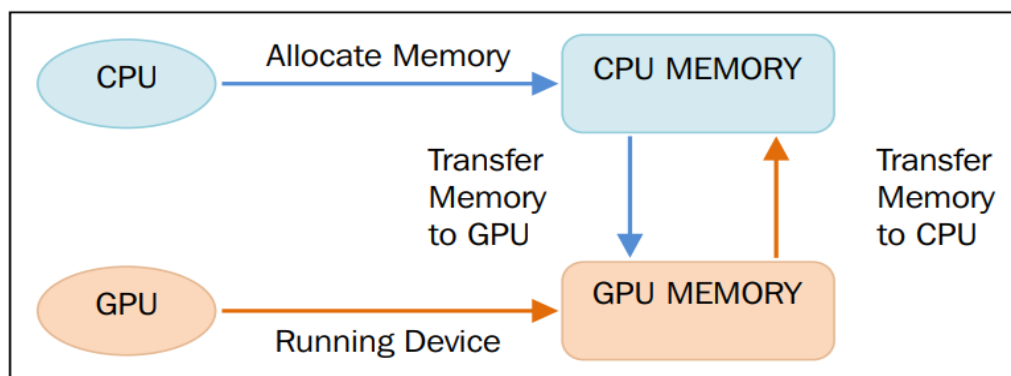 CPU
Allocate Memory
CPU MEMORY
Transfer
Memory
to GPU
Transfer
Memory
to CPU
GPU
Running Device
GPU MEMORY